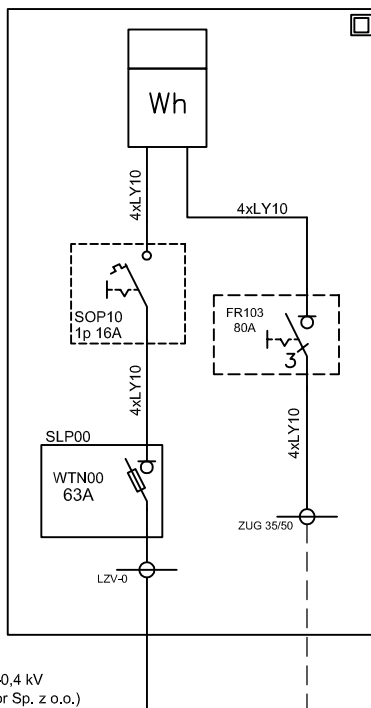 Wh
4xLY10
4xLY10
SOP10
1p 16A
FR103
80A
3
4xLY10
4xLY10
SLP00
WTN00
63A
ZUG 35/50
LZV-0
0,4 kV
or Sp. z o.o.)